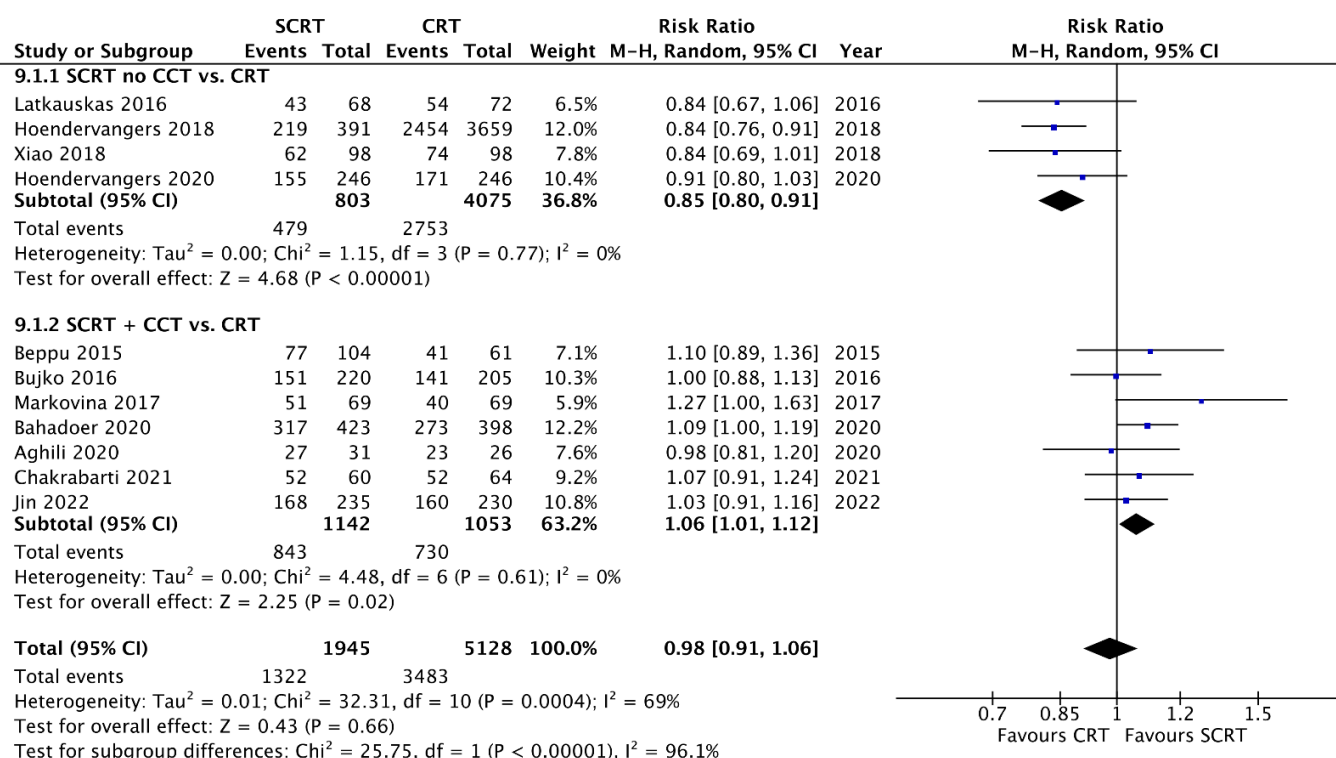 SCRT CRT Risk Ratio Risk Ratio
Study or Subgroup Events Total Events Total Weight M-H, Random, 95% CI Year M-H, Random, 95% CI
9.1.1 SCRT no CCT vs. CRT
Latkauskas 2016 43 68 54 72 6.5% 0.84 [0.67, 1.06] 2016
Hoendervangers 2018 219 391 2454 3659 12.0% 0.84 [0.76, 0.91] 2018
Xiao 2018 62 98 74 98 7.8% 0.84 [0.69, 1.01] 2018
Hoendervangers 2020 155 246 171 246 10.4% 0.91 [0.80, 1.03] 2020
Subtotal (95% CI) 803 4075 36.8% 0.85 [0.80, 0.91]
Total events 479 2753
Heterogeneity: Tau² = 0.00; Chi² = 1.15, df = 3 (P = 0.77); I² = 0%
Test for overall effect: Z = 4.68 (P < 0.00001)
9.1.2 SCRT + CCT vs. CRT
Beppu 2015 77 104 41 61 7.1% 1.10 [0.89, 1.36] 2015
Bujko 2016 151 220 141 205 10.3% 1.00 [0.88, 1.13] 2016
Markovina 2017 51 69 40 69 5.9% 1.27 [1.00, 1.63] 2017
Bahadoer 2020 317 423 273 398 12.2% 1.09 [1.00, 1.19] 2020
Aghili 2020 27 31 23 26 7.6% 0.98 [0.81, 1.20] 2020
Chakrabarti 2021 52 60 52 64 9.2% 1.07 [0.91, 1.24] 2021
Jin 2022 168 235 160 230 10.8% 1.03 [0.91, 1.16] 2022
Subtotal (95% CI) 1142 1053 63.2% 1.06 [1.01, 1.12]
Total events 843 730
Heterogeneity: Tau² = 0.00; Chi² = 4.48, df = 6 (P = 0.61); I² = 0%
Test for overall effect: Z = 2.25 (P = 0.02)
Total (95% CI) 1945 5128 100.0% 0.98 [0.91, 1.06]
Total events 1322 3483
Heterogeneity: Tau² = 0.01; Chi² = 32.31, df = 10 (P = 0.0004); I² = 69%
Test for overall effect: Z = 0.43 (P = 0.66)
Test for subgroup differences: Chi² = 25.75, df = 1 (P < 0.00001), I² = 96.1%
0.7 0.85 1 1.2 1.5
Favours CRT Favours SCRT